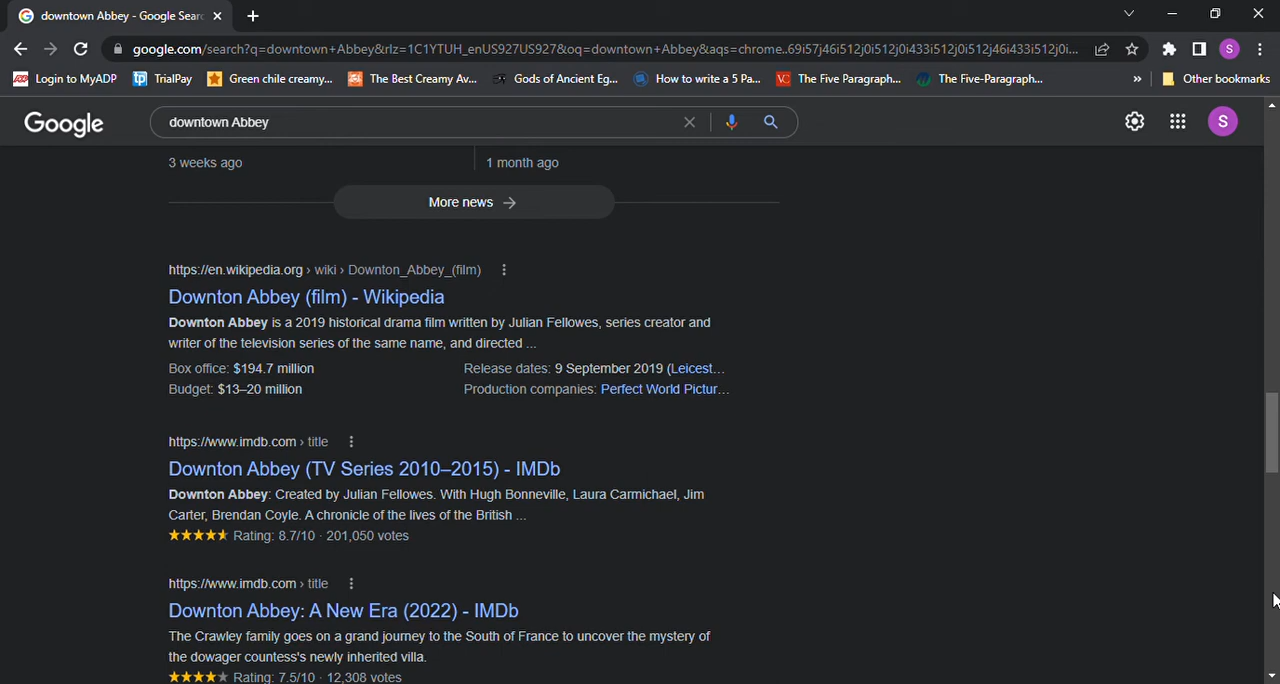 downtown Abbey - Google Sear
google.com/search?q=downtown+Abbey&rlz=1C1YTUH_enUS927US927&oq=downtown+Abbey&aqs=chrome..69i57j46i512j0i512j0i433i512j0i512j46i433i512j0i...
S
Login to MyADP
TrialPay
Green chile creamy...
The Best Creamy Av...
Gods of Ancient Eg...
How to write a 5 Pa...
VC The Five Paragraph...
The Five-Paragraph...
» Other bookmarks
Google downtown Abbey S
3 weeks ago 1 month ago
More news →
https://en.wikipedia.org › wiki › Downton_Abbey_(film)
Downton Abbey (film) - Wikipedia
Downton Abbey is a 2019 historical drama film written by Julian Fellowes, series creator and
writer of the television series of the same name, and directed ...
Box office: $194.7 million Release dates: 9 September 2019 (Leicest...
Budget: $13–20 million Production companies: Perfect World Pictur...
https://www.imdb.com › title
Downton Abbey (TV Series 2010–2015) - IMDb
Downton Abbey: Created by Julian Fellowes. With Hugh Bonneville, Laura Carmichael, Jim
Carter, Brendan Coyle. A chronicle of the lives of the British ...
Rating: 8.7/10 · 201,050 votes
https://www.imdb.com › title
Downton Abbey: A New Era (2022) - IMDb
The Crawley family goes on a grand journey to the South of France to uncover the mystery of
the dowager countess's newly inherited villa.
Rating: 7.5/10 · 12,308 votes